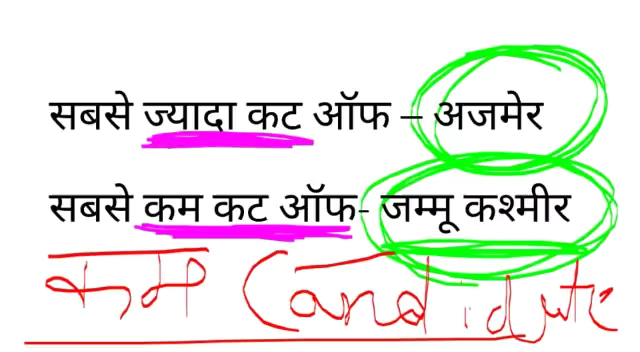 सबसे ज्यादा कट ऑफ – अजमेर
सबसे कम कट ऑफ- जम्मू कश्मीर
कम Candidate